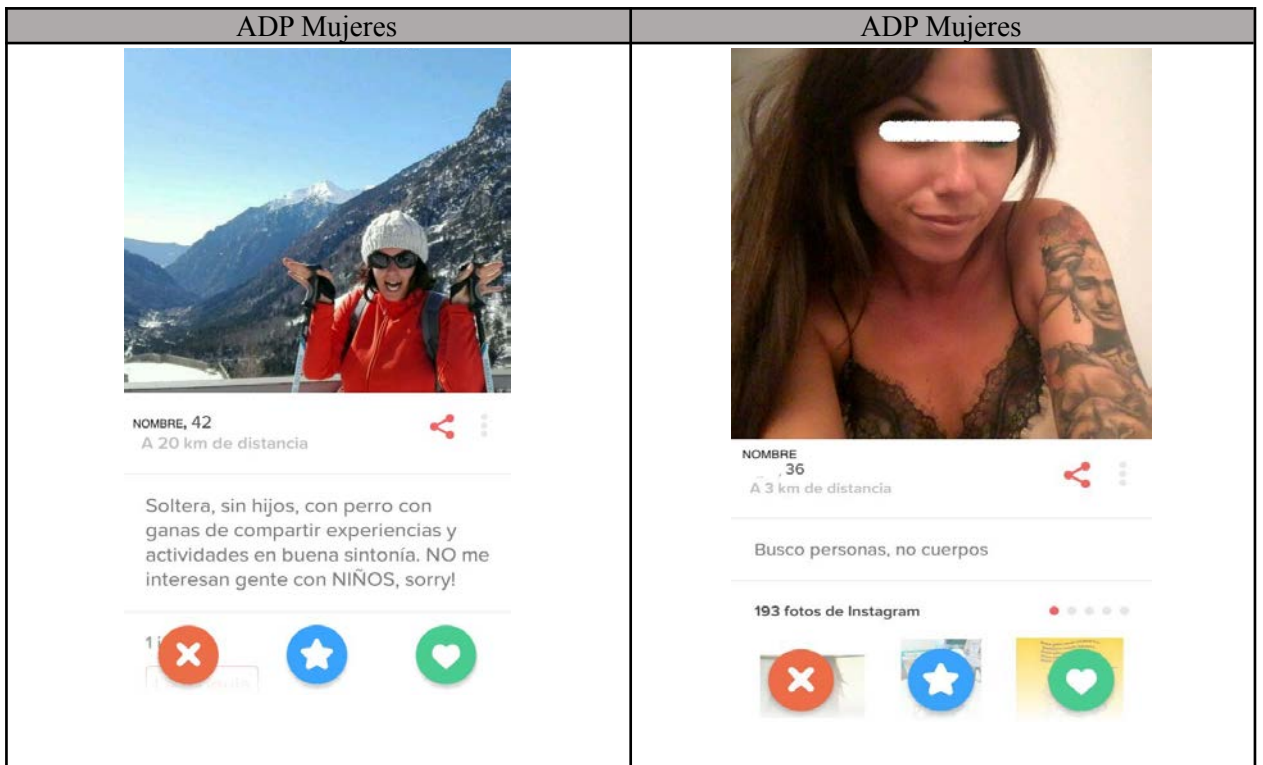 ADP Mujeres
NOMBRE, 42
A 20 km de distancia
Soltera, sin hijos, con perro con
ganas de compartir experiencias y
actividades en buena sintonía. NO me
interesan gente con NIÑOS, sorry!
1
ADP Mujeres
NOMBRE
, 36
A 3 km de distancia
Busco personas, no cuerpos
193 fotos de Instagram